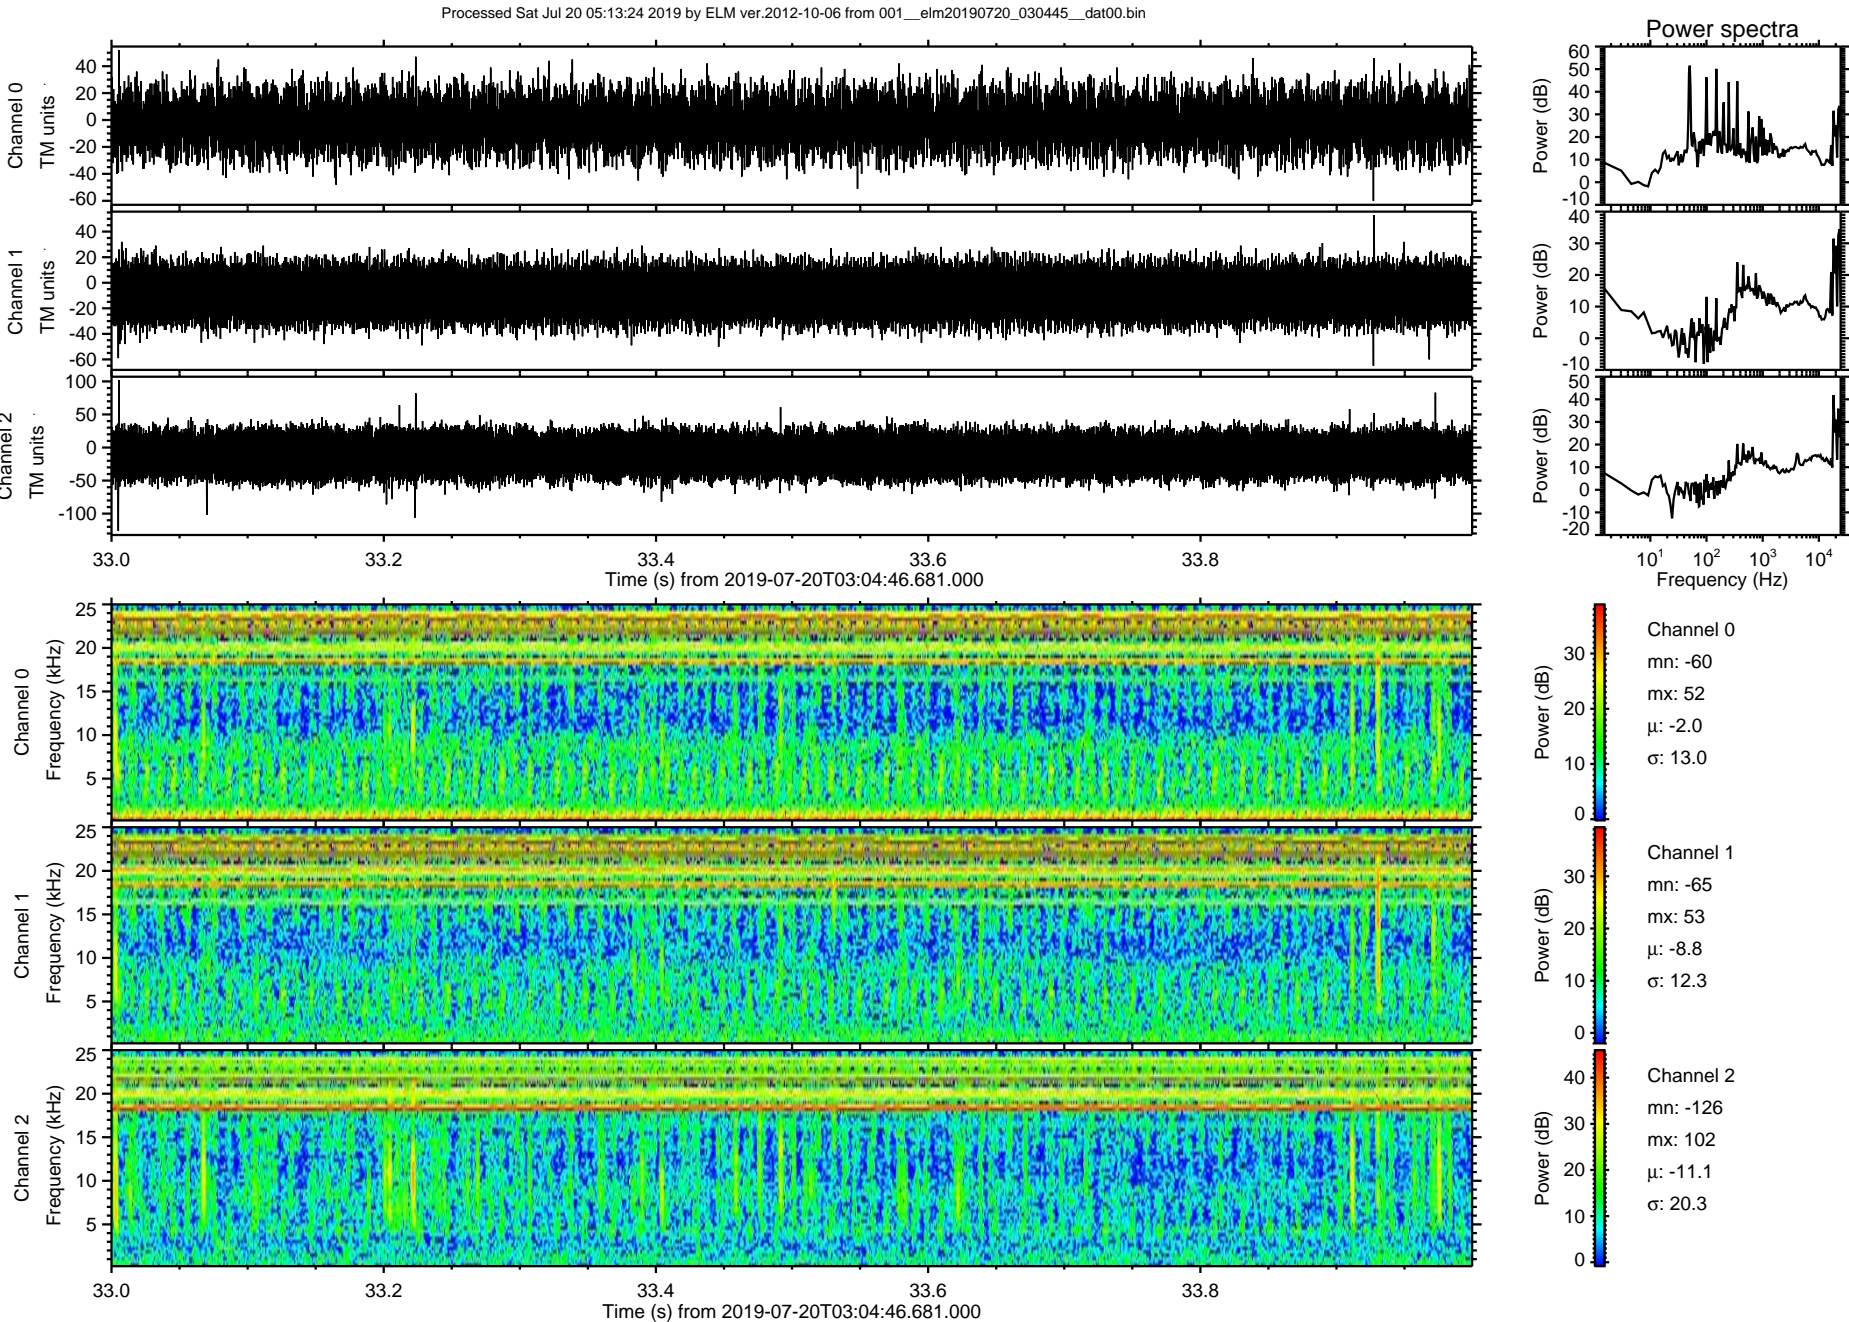 Processed Sat Jul 20 05:13:24 2019 by ELM ver.2012-10-06 from 001__elm20190720_030445__dat00.bin
Power spectra
Channel 0
TM units
40
20
0
-20
-40
-60
Power (dB)
60
50
40
30
20
10
0
-10
Channel 1
TM units
40
20
0
-20
-40
-60
Power (dB)
40
30
20
10
0
-10
Channel 2
TM units
100
50
0
-50
-100
Power (dB)
50
40
30
20
10
0
-10
-20
33.0 33.2 33.4 33.6 33.8
Time (s) from 2019-07-20T03:04:46.681.000
10^1 10^2 10^3 10^4
Frequency (Hz)
Channel 0
Frequency (kHz)
25
20
15
10
5
Power (dB)
30
20
10
0
Channel 0
mn: -60
mx: 52
μ: -2.0
σ: 13.0
Channel 1
Frequency (kHz)
25
20
15
10
5
Power (dB)
30
20
10
0
Channel 1
mn: -65
mx: 53
μ: -8.8
σ: 12.3
Channel 2
Frequency (kHz)
25
20
15
10
5
Power (dB)
40
30
20
10
0
Channel 2
mn: -126
mx: 102
μ: -11.1
σ: 20.3
33.0 33.2 33.4 33.6 33.8
Time (s) from 2019-07-20T03:04:46.681.000